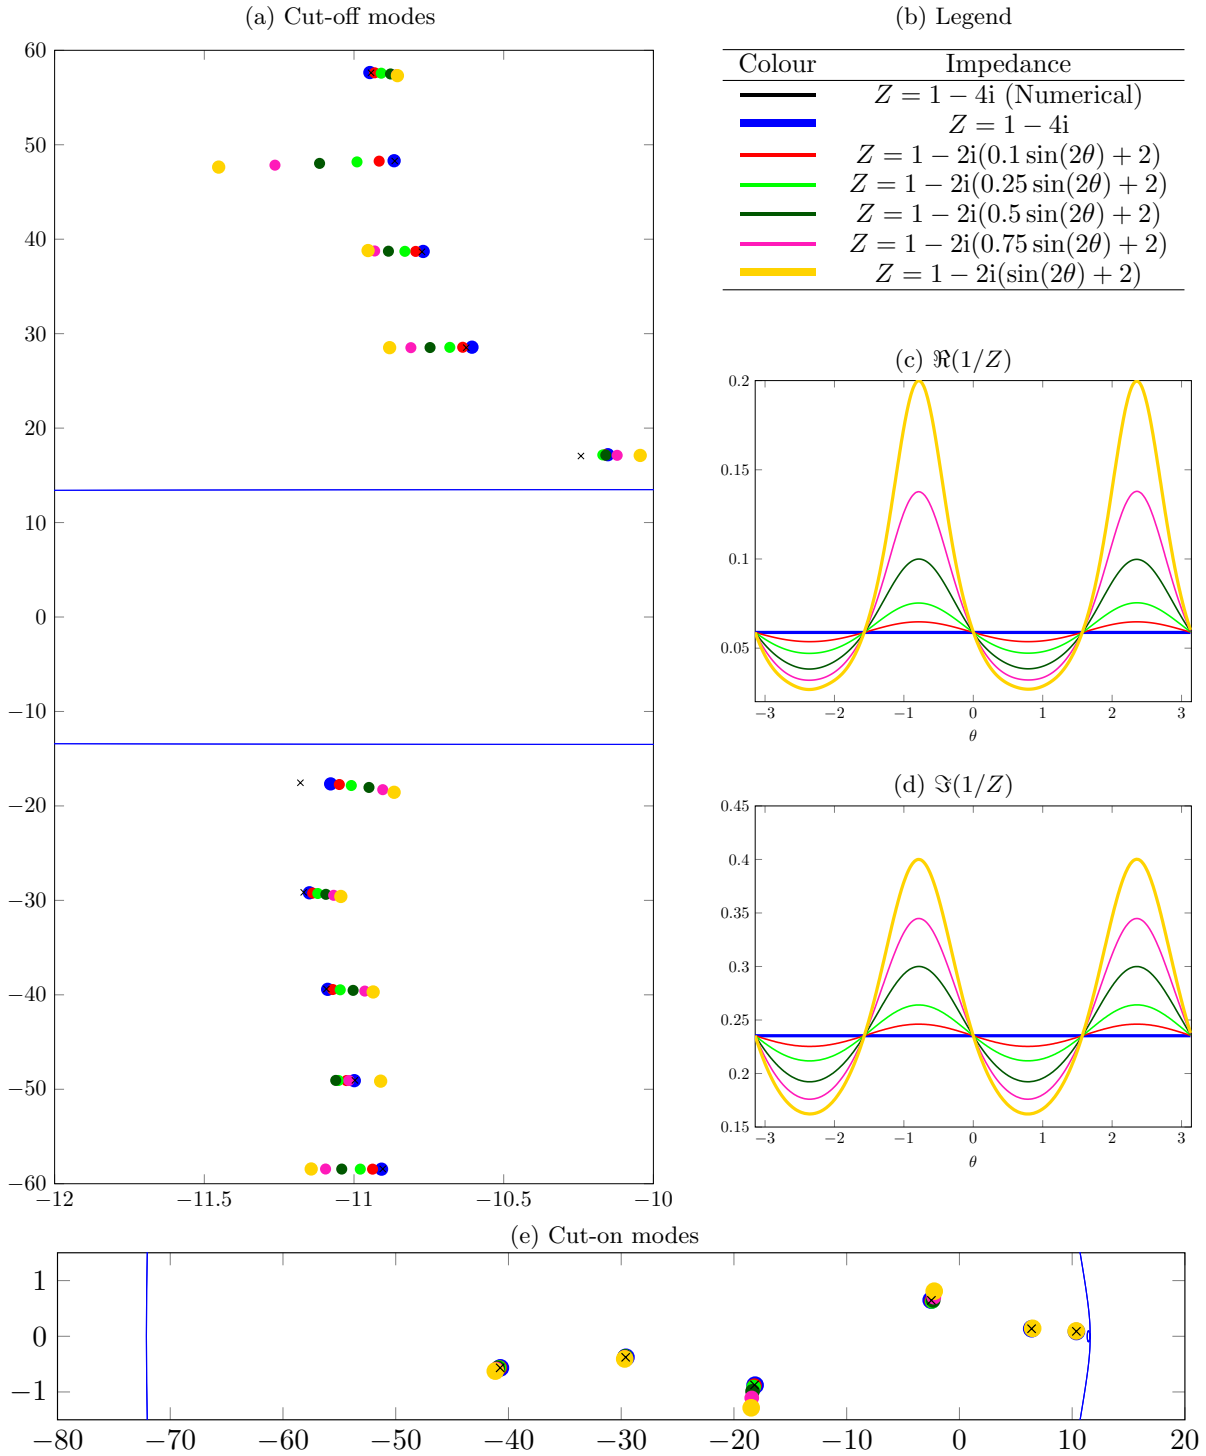 (a) Cut-off modes
60
50
40
30
20
10
0
−10
−20
−30
−40
−50
−60
−12 −11.5 −11 −10.5 −10
(b) Legend
Colour Impedance
Z = 1 − 4i (Numerical)
Z = 1 − 4i
Z = 1 − 2i(0.1 sin(2θ) + 2)
Z = 1 − 2i(0.25 sin(2θ) + 2)
Z = 1 − 2i(0.5 sin(2θ) + 2)
Z = 1 − 2i(0.75 sin(2θ) + 2)
Z = 1 − 2i(sin(2θ) + 2)
(c) ℜ(1/Z)
0.2
0.15
0.1
0.05
−3 −2 −1 0 1 2 3
θ
(d) ℑ(1/Z)
0.45
0.4
0.35
0.3
0.25
0.2
0.15
−3 −2 −1 0 1 2 3
θ
(e) Cut-on modes
1
0
−1
−80 −70 −60 −50 −40 −30 −20 −10 0 10 20